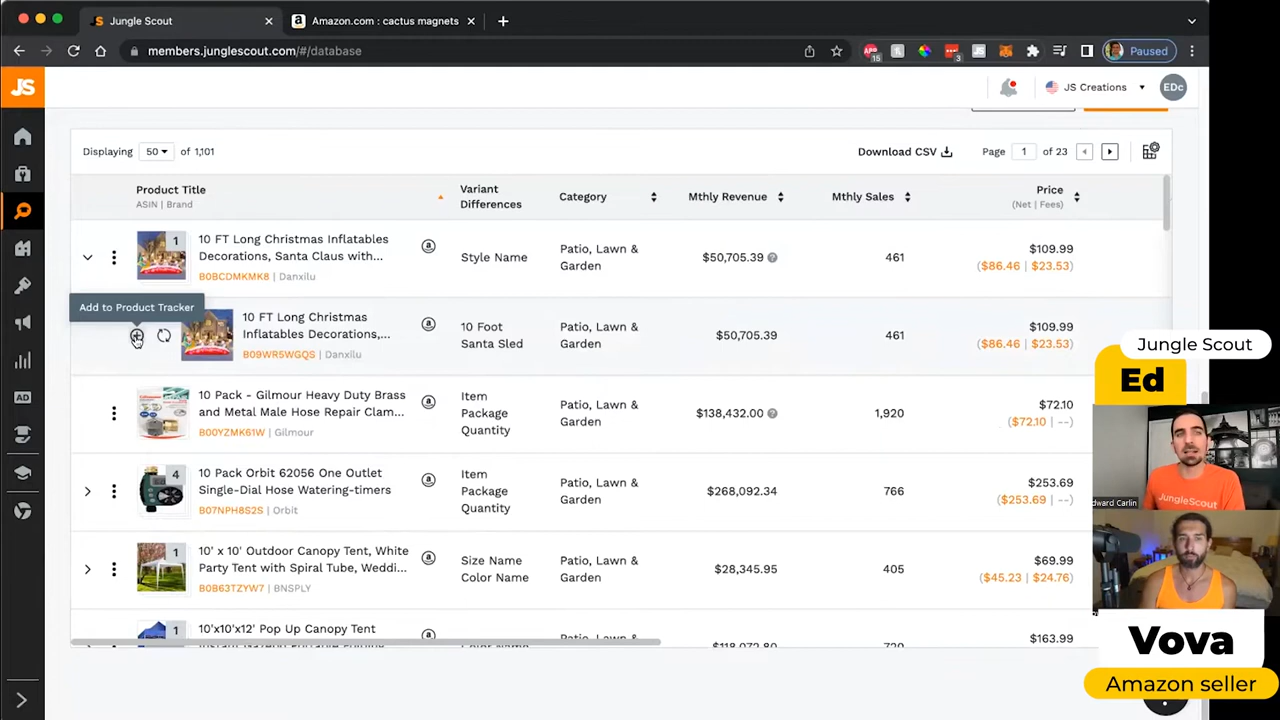 Jungle Scout
Amazon.com : cactus magnets
members.junglescout.com/#/database
15
3
Paused
JS
JS Creations
EDc
Displaying 50 of 1,101
Download CSV
Page 1 of 23
Product Title
ASIN | Brand
Variant
Differences
Category
Mthly Revenue
Mthly Sales
Price
(Net | Fees)
1
10 FT Long Christmas Inflatables
Decorations, Santa Claus with...
B0BCDMKMK8 | Danxilu
Style Name
Patio, Lawn &
Garden
$50,705.39
461
$109.99
($86.46 | $23.53)
Add to Product Tracker
10 FT Long Christmas
Inflatables Decorations,...
B09WR5WGQS | Danxilu
10 Foot
Santa Sled
Patio, Lawn &
Garden
$50,705.39
461
$109.99
($86.46 | $23.53)
10 Pack - Gilmour Heavy Duty Brass
and Metal Male Hose Repair Clam...
B00YZMK61W | Gilmour
Item
Package
Quantity
Patio, Lawn &
Garden
$138,432.00
1,920
$72.10
($72.10 | --)
4
10 Pack Orbit 62056 One Outlet
Single-Dial Hose Watering-timers
B07NPH8S2S | Orbit
Item
Package
Quantity
Patio, Lawn &
Garden
$268,092.34
766
$253.69
($253.69 | --)
1
10' x 10' Outdoor Canopy Tent, White
Party Tent with Spiral Tube, Weddi...
B0B63TZYW7 | BNSPLY
Size Name
Color Name
Patio, Lawn &
Garden
$28,345.95
405
$69.99
($45.23 | $24.76)
1
10'x10'x12' Pop Up Canopy Tent
$163.99
AD
Jungle Scout
Ed
JungleScout
dward Carlin
Vova
Amazon seller